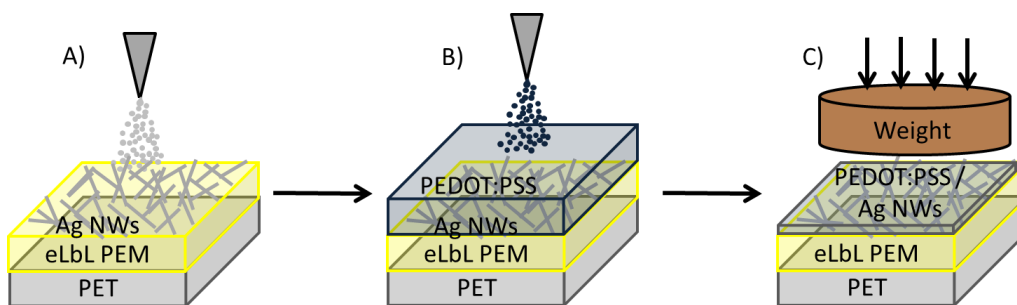 A)
Ag NWs
eLbL PEM
PET
B)
PEDOT:PSS
Ag NWs
eLbL PEM
PET
C)
Weight
PEDOT:PSS/
Ag NWs
eLbL PEM
PET